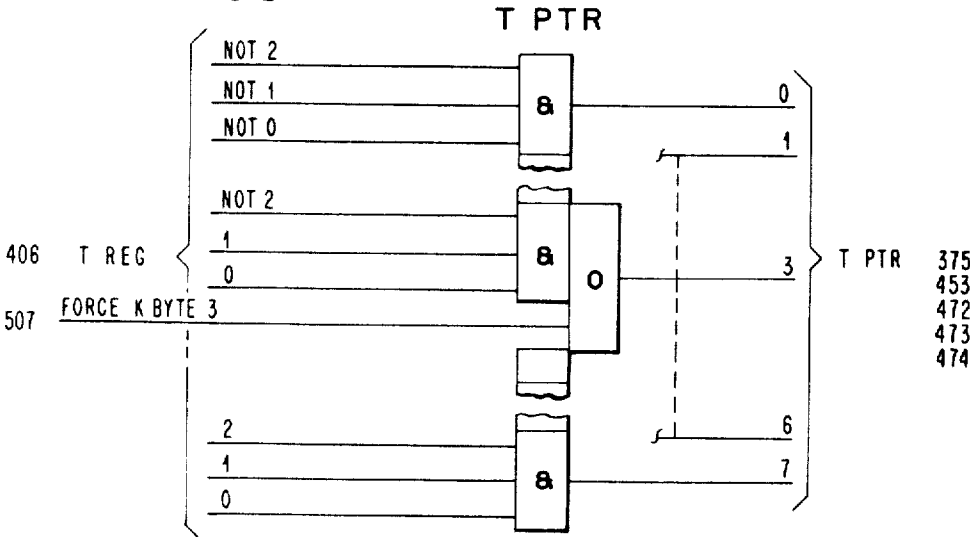 T PTR
NOT 2
NOT 1
NOT 0
&
0
1
NOT 2
1
0
&
O
3
406 T REG
T PTR 375
453
472
473
474
507 FORCE K BYTE 3
2
1
0
&
6
7